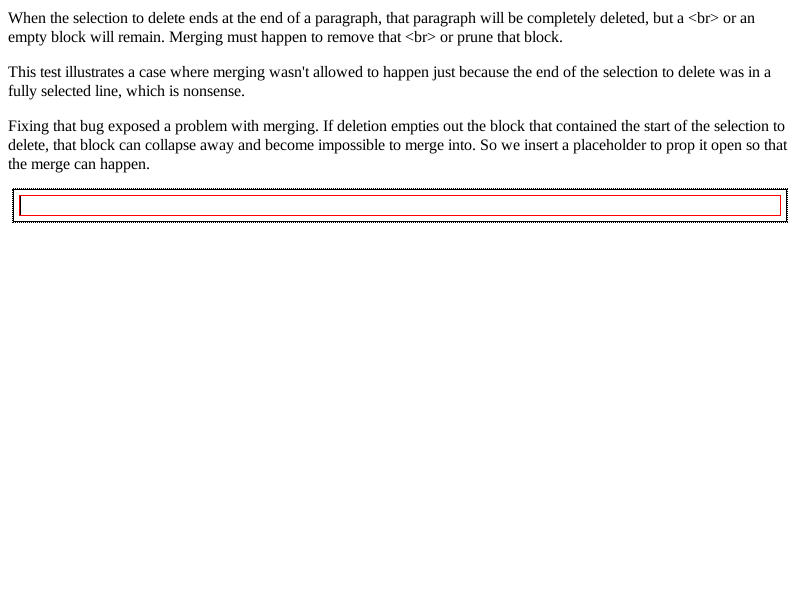 When the selection to delete ends at the end of a paragraph, that paragraph will be completely deleted, but a <br> or an
empty block will remain. Merging must happen to remove that <br> or prune that block.
This test illustrates a case where merging wasn't allowed to happen just because the end of the selection to delete was in a
fully selected line, which is nonsense.
Fixing that bug exposed a problem with merging. If deletion empties out the block that contained the start of the selection to
delete, that block can collapse away and become impossible to merge into. So we insert a placeholder to prop it open so that
the merge can happen.